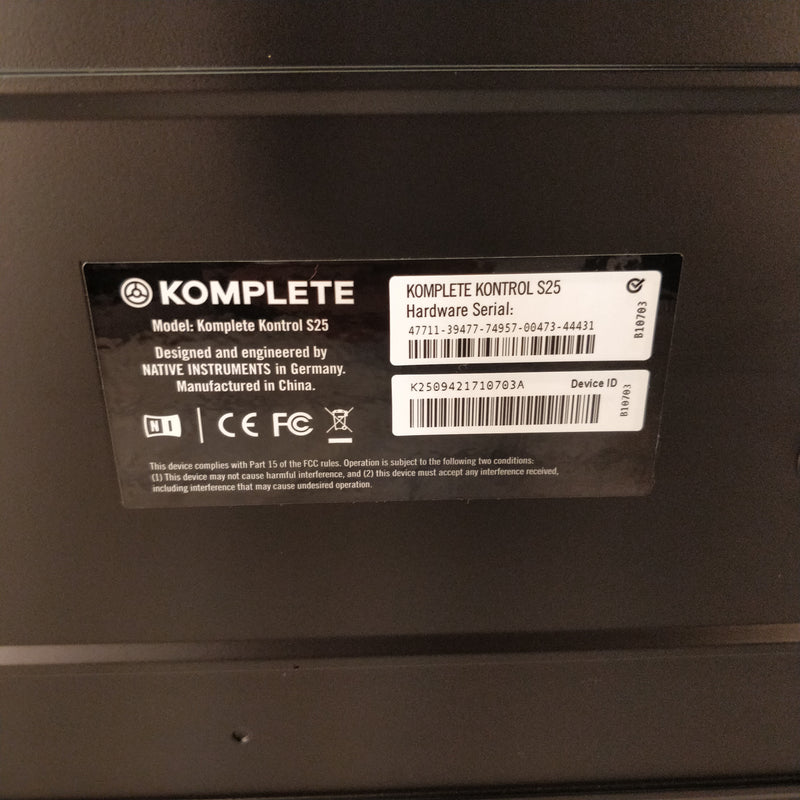 KOMPLETE
Model: Komplete Kontrol S25
Designed and engineered by
NATIVE INSTRUMENTS in Germany.
Manufactured in China.
NI CE FC
This device complies with Part 15 of the FCC rules. Operation is subject to the following two conditions:
(1) This device may not cause harmful interference, and (2) this device must accept any interference received,
including interference that may cause undesired operation.
KOMPLETE KONTROL S25
Hardware Serial:
47711-39477-74957-00473-44431
B10703
K2509421710703A Device ID
B10703